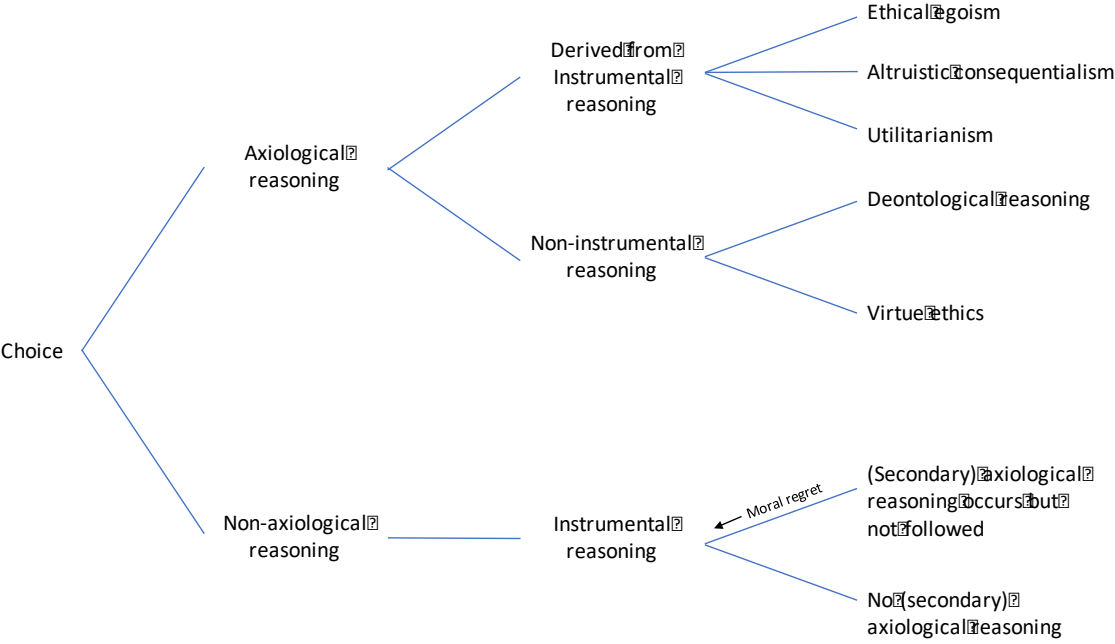 Ethical egoism
Derived from
Instrumental
reasoning
Altruistic consequentialism
Utilitarianism
Axiological
reasoning
Deontological reasoning
Non-instrumental
reasoning
Virtue ethics
Choice
(Secondary) axiological
reasoning occurs but
not followed
Moral regret
Non-axiological
reasoning
Instrumental
reasoning
No (secondary)
axiological reasoning